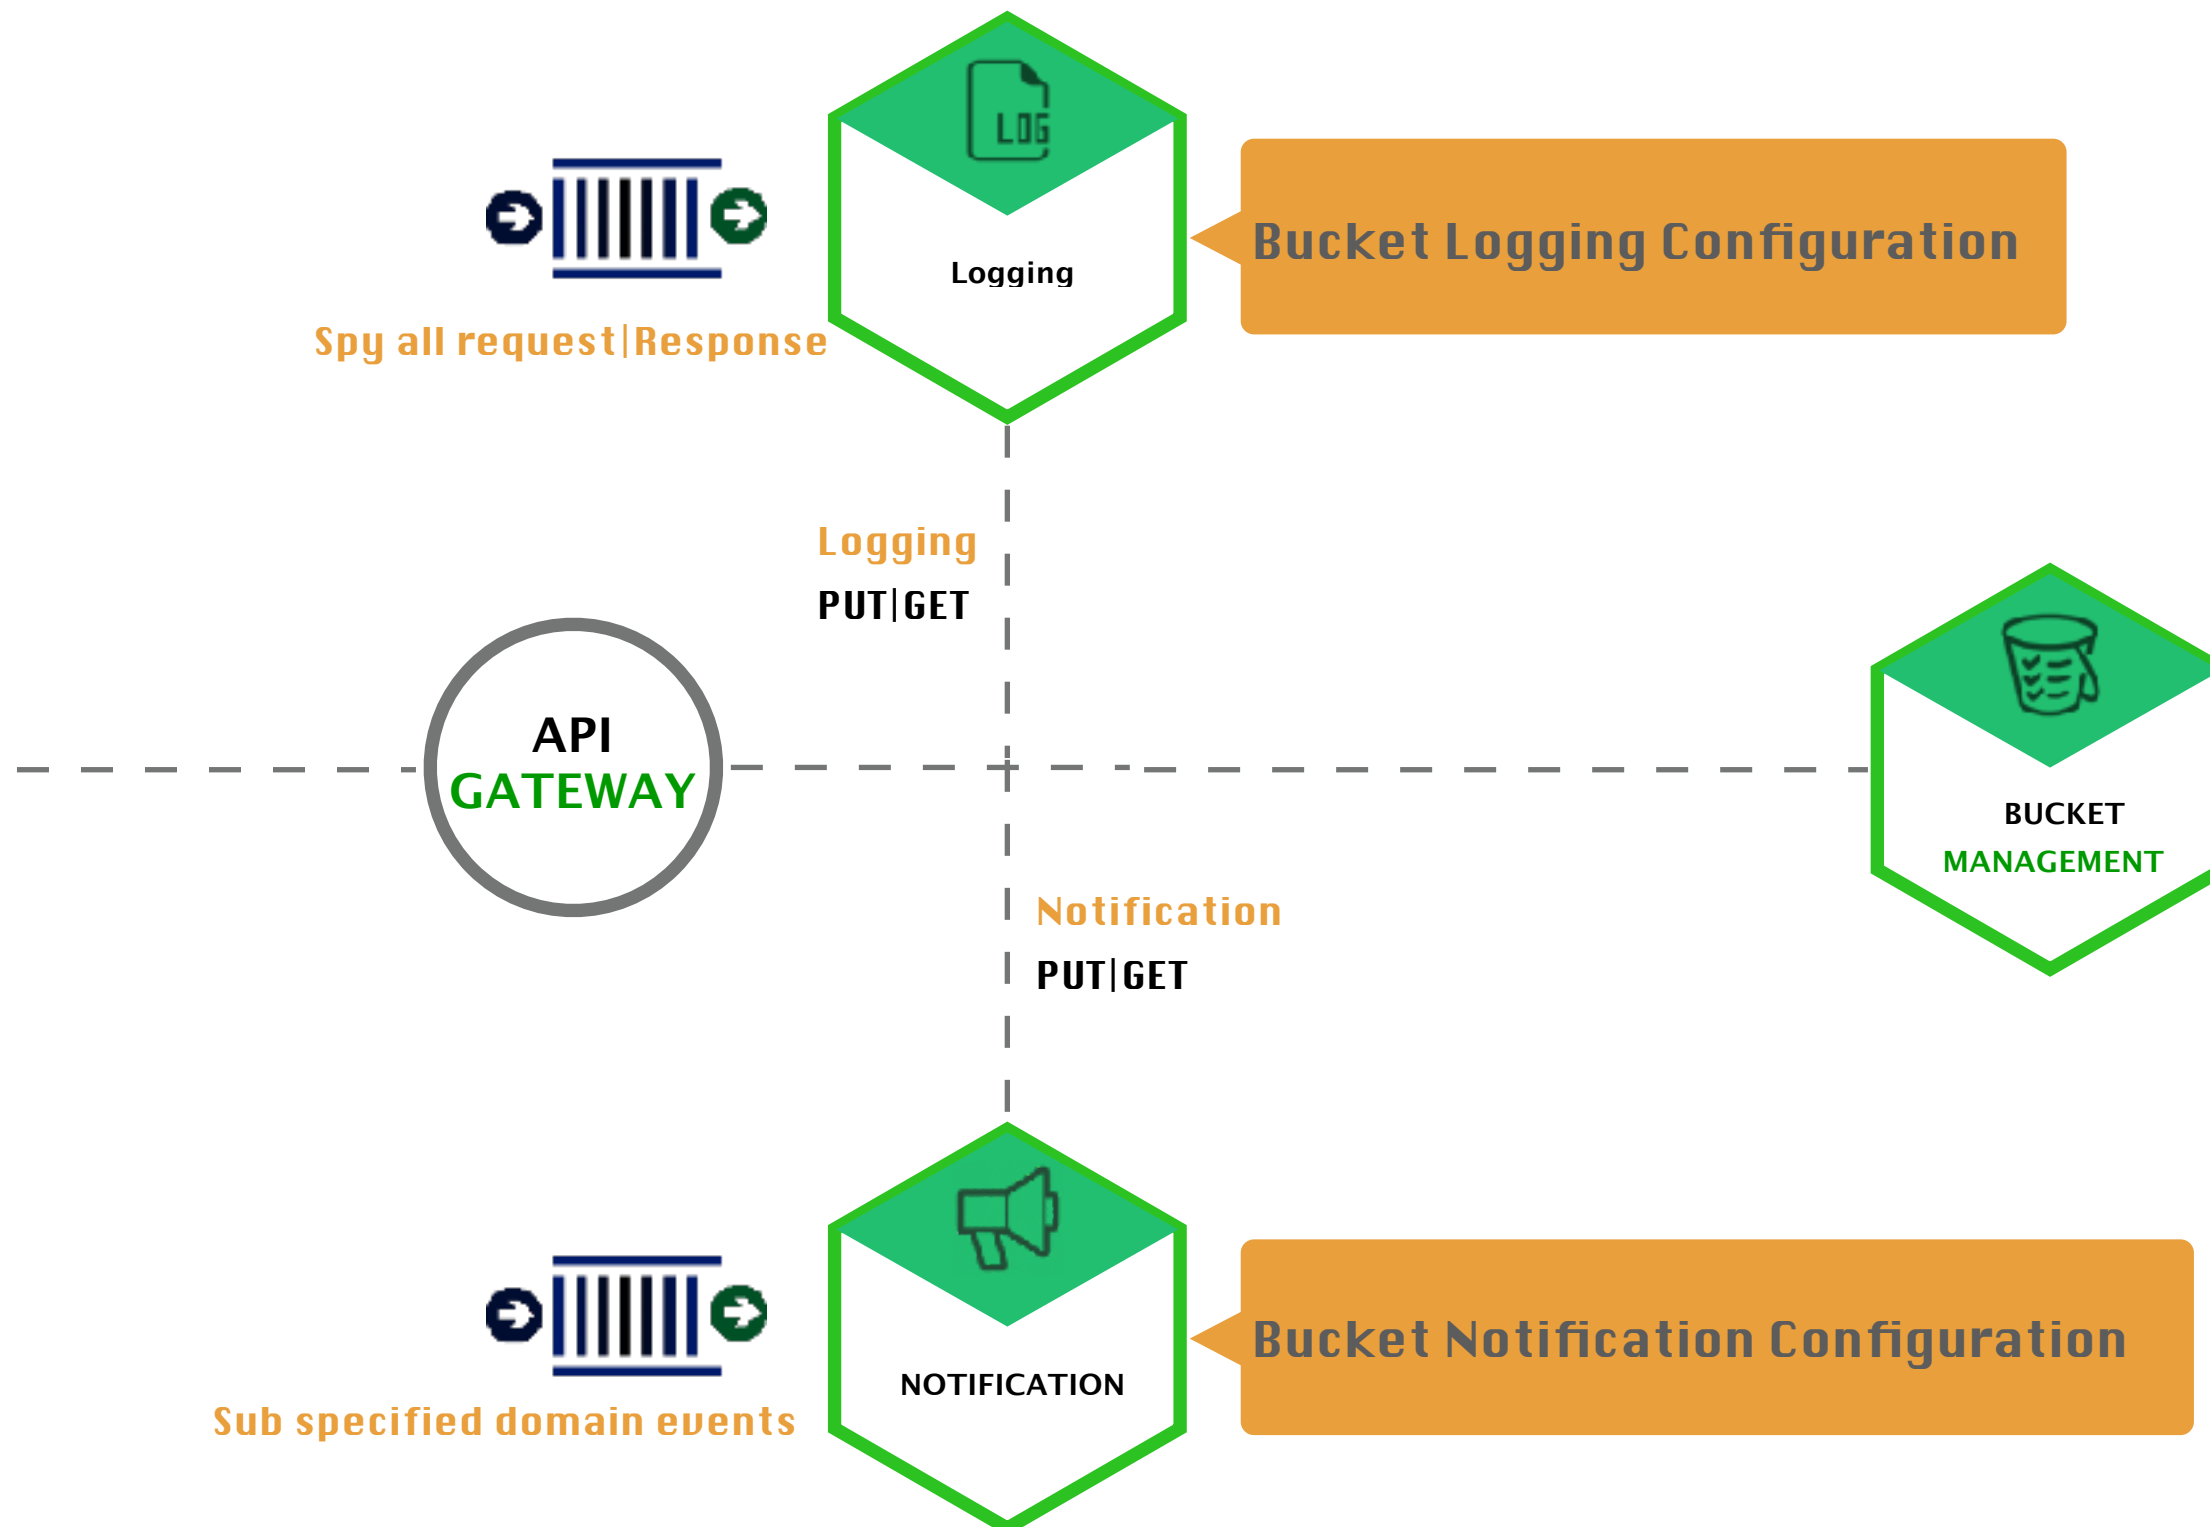 LOG
Logging
Bucket Logging Configuration
Spy all request|Response
Logging
PUT|GET
API
GATEWAY
BUCKET
MANAGEMENT
Notification
PUT|GET
NOTIFICATION
Bucket Notification Configuration
Sub specified domain events